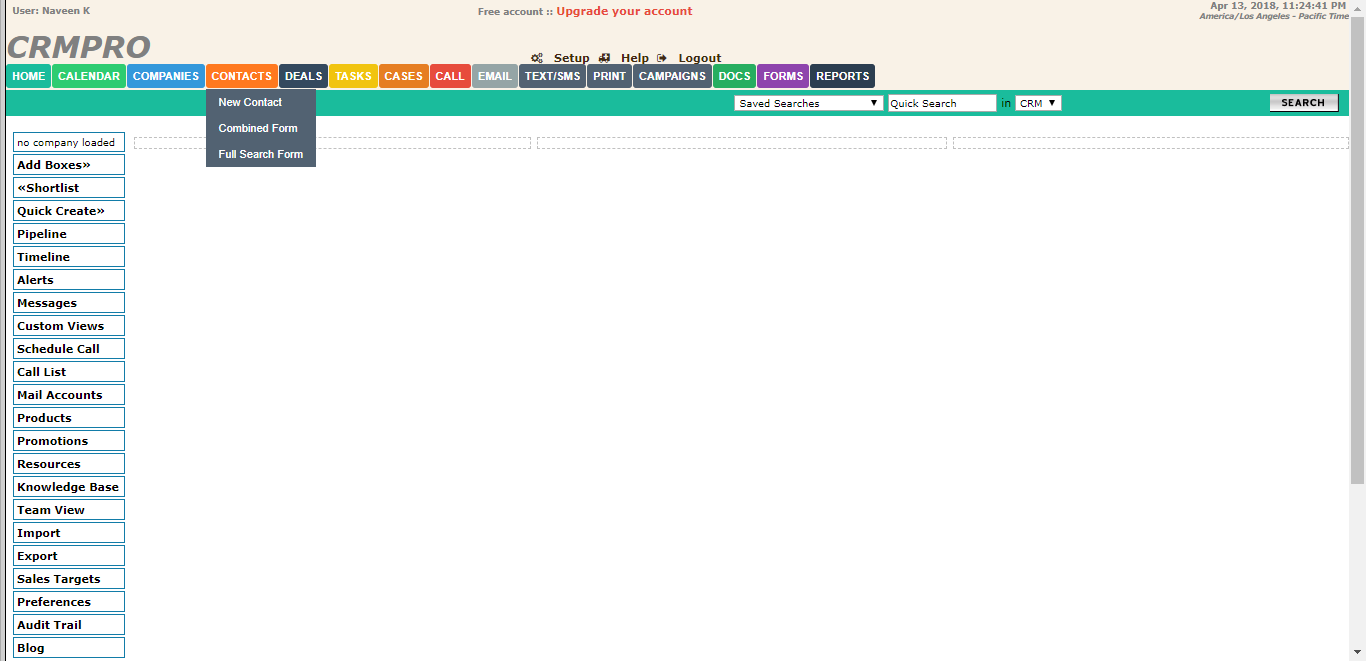 User: Naveen K
Free account :: Upgrade your account
Apr 13, 2018, 11:24:41 PM
America/Los Angeles - Pacific Time
CRMPRO
Setup Help Logout
HOME CALENDAR COMPANIES CONTACTS DEALS TASKS CASES CALL EMAIL TEXT/SMS PRINT CAMPAIGNS DOCS FORMS REPORTS
New Contact
Combined Form
Full Search Form
Saved Searches Quick Search in CRM SEARCH
no company loaded
Add Boxes»
«Shortlist
Quick Create»
Pipeline
Timeline
Alerts
Messages
Custom Views
Schedule Call
Call List
Mail Accounts
Products
Promotions
Resources
Knowledge Base
Team View
Import
Export
Sales Targets
Preferences
Audit Trail
Blog